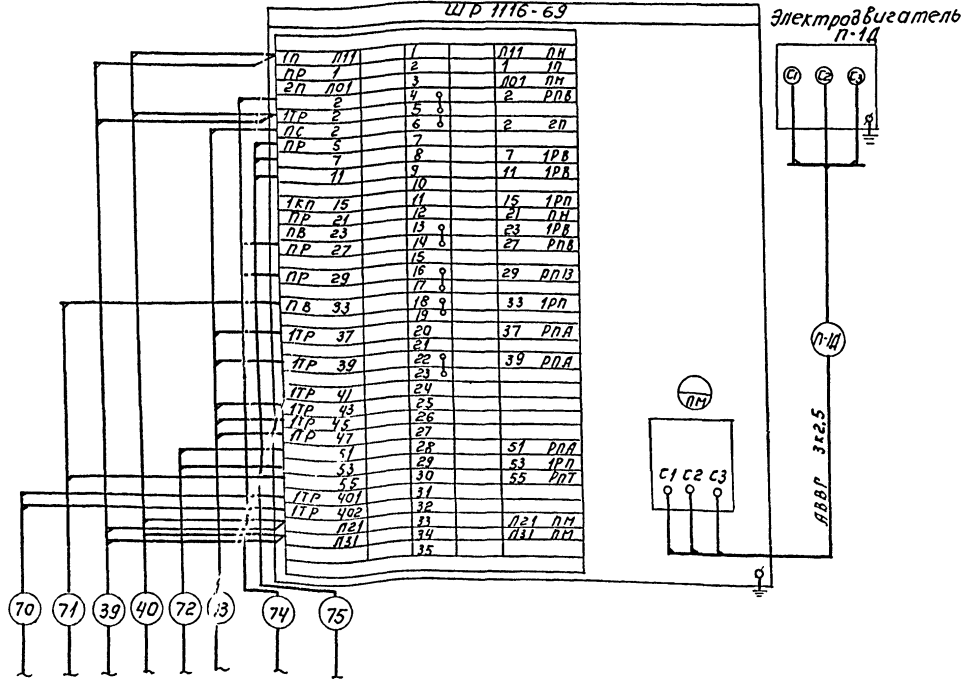 ШР 1116-69
Электродвигатель
П-1Д
С1 С2 С3
1П Л11 1 Л11 ПМ
ПР 1 2 1 1П
2П Л01 3 Л01 ПМ
2 4 2 РПВ
5
1ТР 2 6 2 2П
ПС 2
ПР 5 7
7 8 7 1РВ
11 9 11 1РВ
10
1КП 15 11 15 1РП
ПР 21 12 21 ПМ
ПВ 23 13 23 1РВ
ПР 27 14 27 РПВ
15
ПР 29 16 29 РП13
17
ПВ 33 18 33 1РП
19
1ТР 37 20 37 РПА
21
1ТР 39 22 39 РПА
23
24
1ТР 41 25
1ТР 43 26
1ТР 45 27
1ПР 47
51 28 51 РПА
53 29 53 1РП
55 30 55 РПТ
1ТР 401 31
1ТР 402 32
Л21 33 Л21 ПМ
Л31 34 Л31 ПМ
35
П-1Д
АВВГ 3х2,5
ПМ
С1 С2 С3
70 71 39 40 72 74 75